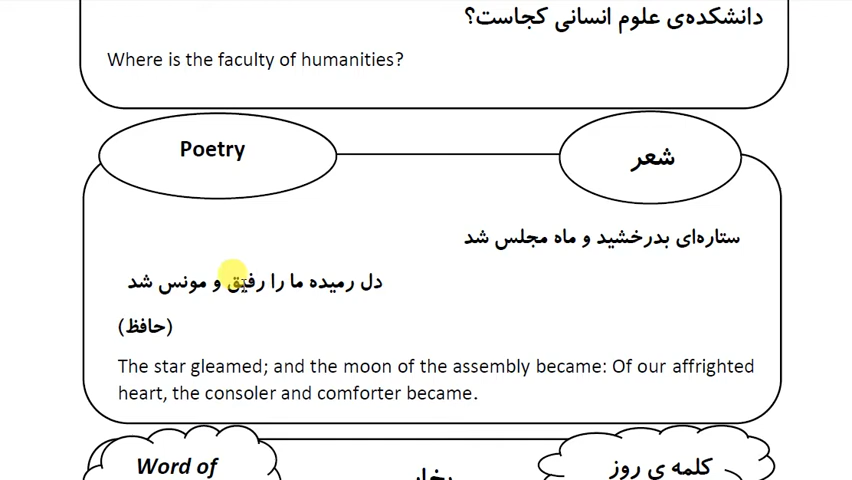 دانشکده‌ی علوم انسانی کجاست؟
Where is the faculty of humanities?
Poetry
شعر
ستاره‌ای بدرخشید و ماه مجلس شد
دل رمیده ما را رفیق و مونس شد
(حافظ)
The star gleamed; and the moon of the assembly became: Of our affrighted
heart, the consoler and comforter became.
Word of
کلمه ی روز